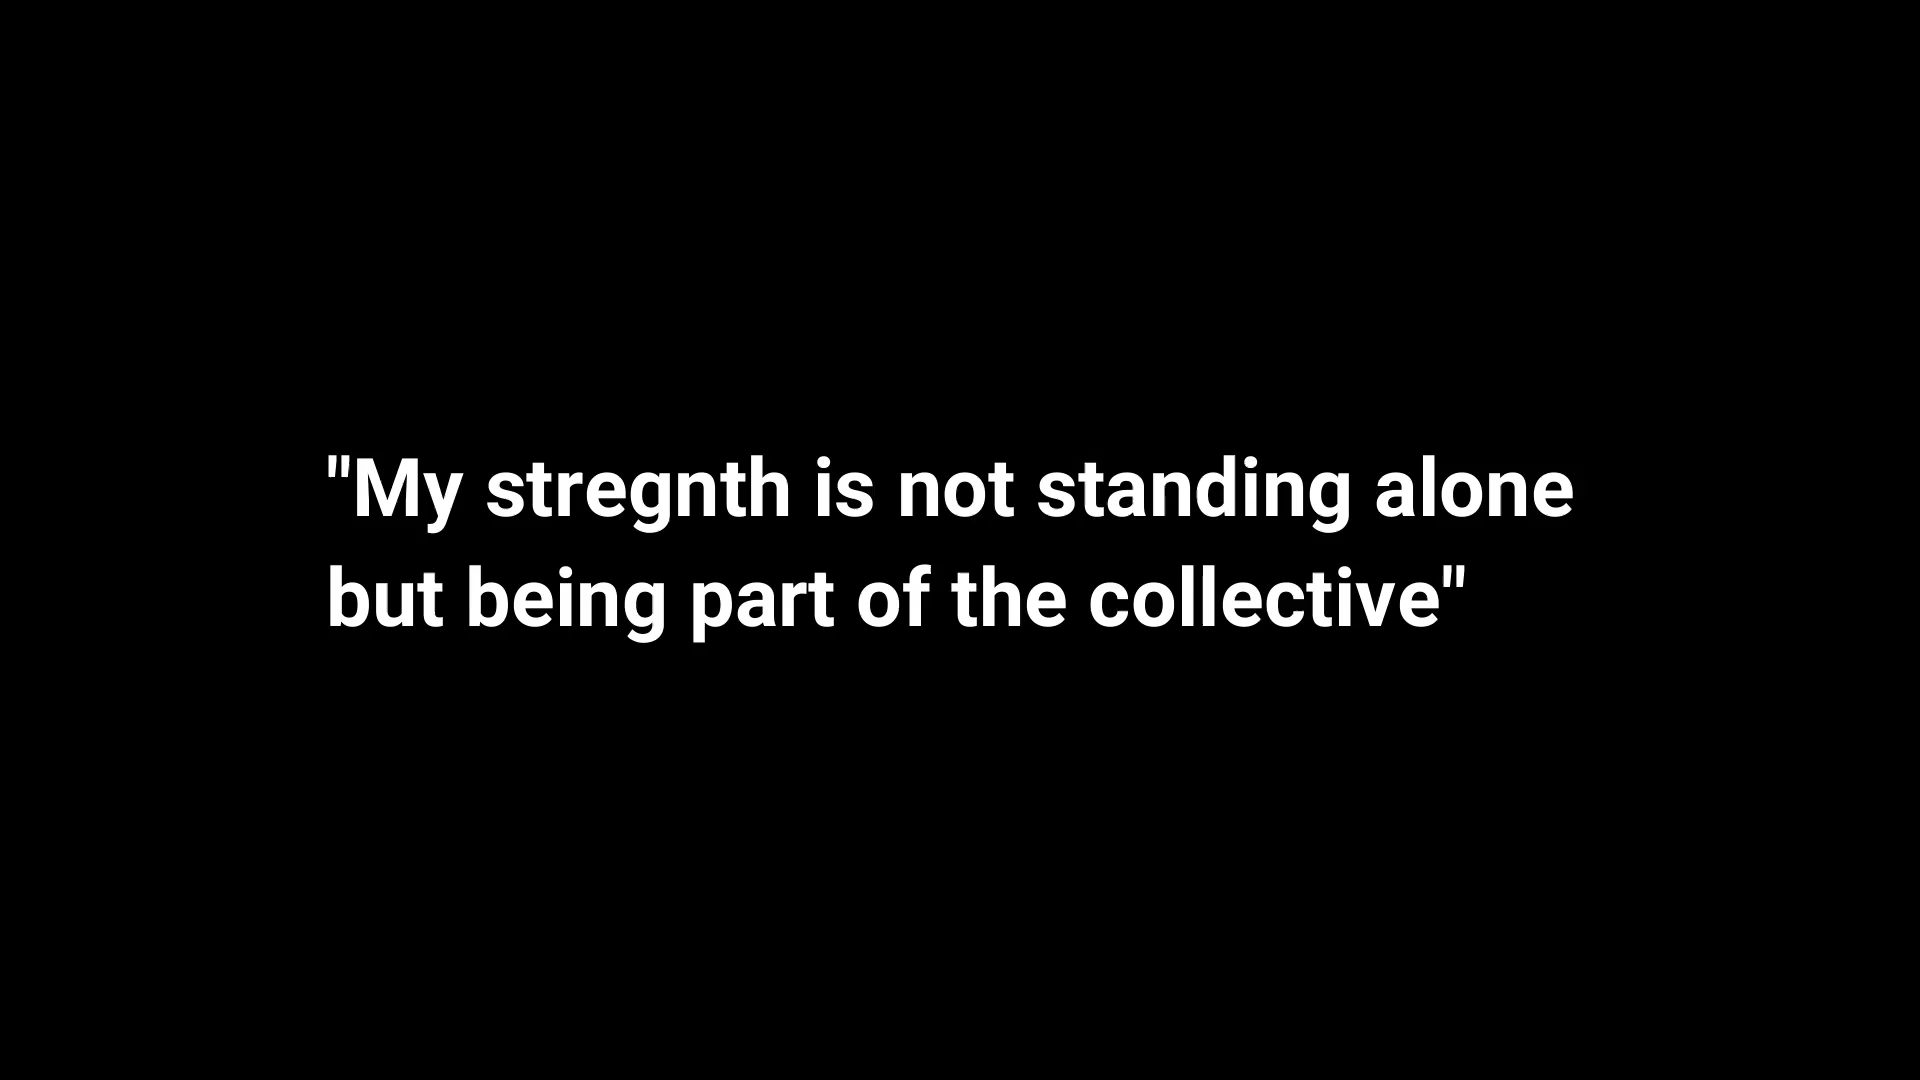 "My stregnth is not standing alone
but being part of the collective"